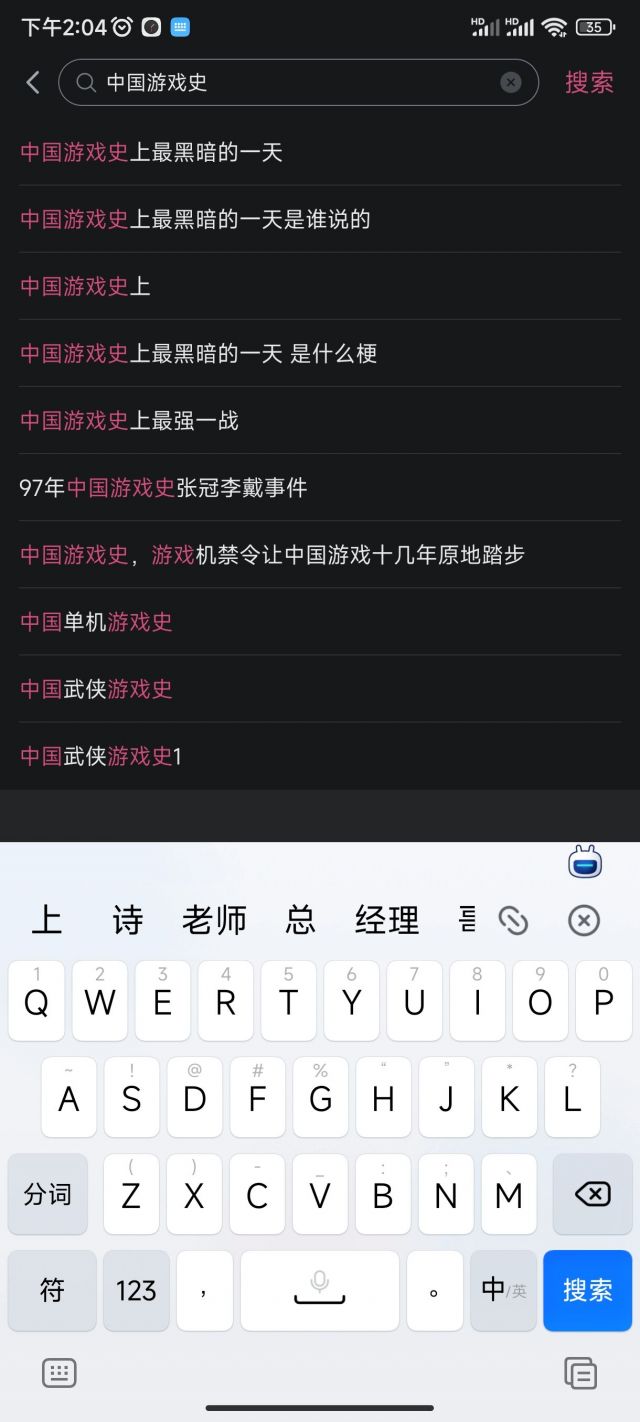 下午2:04 HD HD 35
中国游戏史 搜索
中国游戏史上最黑暗的一天
中国游戏史上最黑暗的一天是谁说的
中国游戏史上
中国游戏史上最黑暗的一天 是什么梗
中国游戏史上最强一战
97年中国游戏史张冠李戴事件
中国游戏史，游戏机禁令让中国游戏十几年原地踏步
中国单机游戏史
中国武侠游戏史
中国武侠游戏史1
上 诗 老师 总 经理
1 2 3 4 5 6 7 8 9 0
Q W E R T Y U I O P
~ ! @ # % “ ” * ?
A S D F G H J K L
( ) - _ : ; 、
分词 Z X C V B N M
符 123 ， 。 中/英 搜索